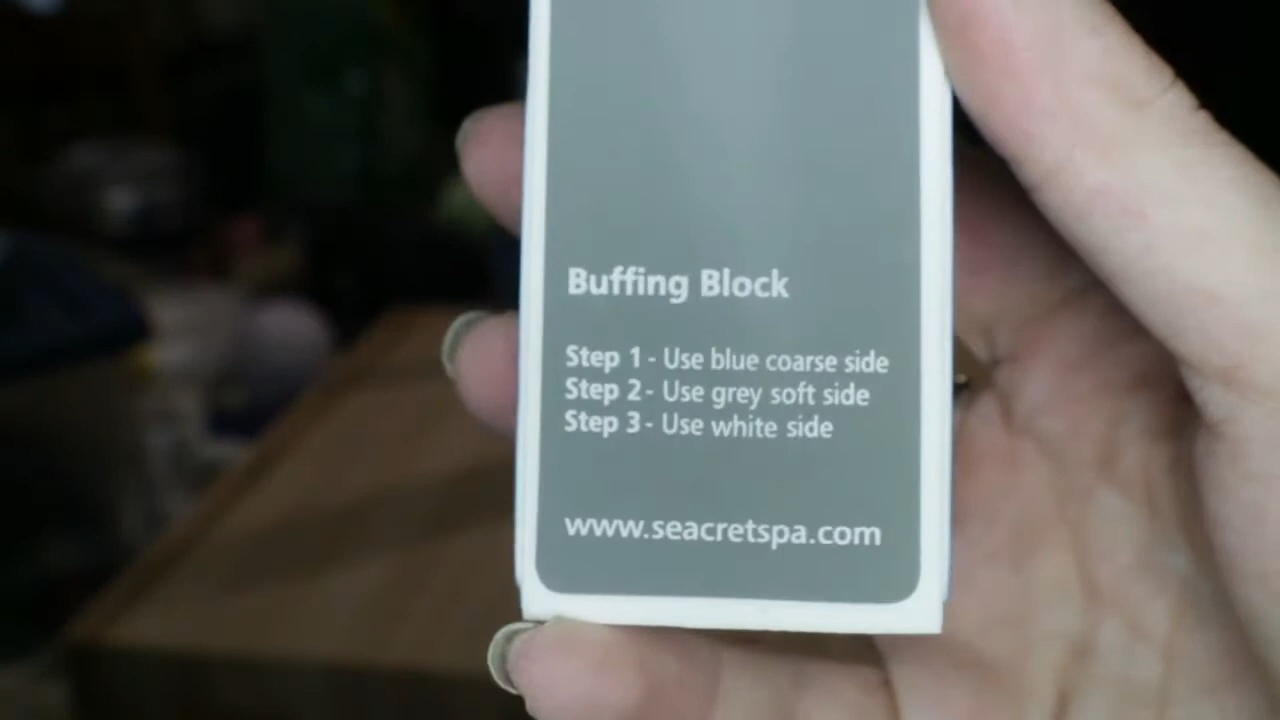 Buffing Block
Step 1 - Use blue coarse side
Step 2 - Use grey soft side
Step 3 - Use white side
www.seacretspa.com